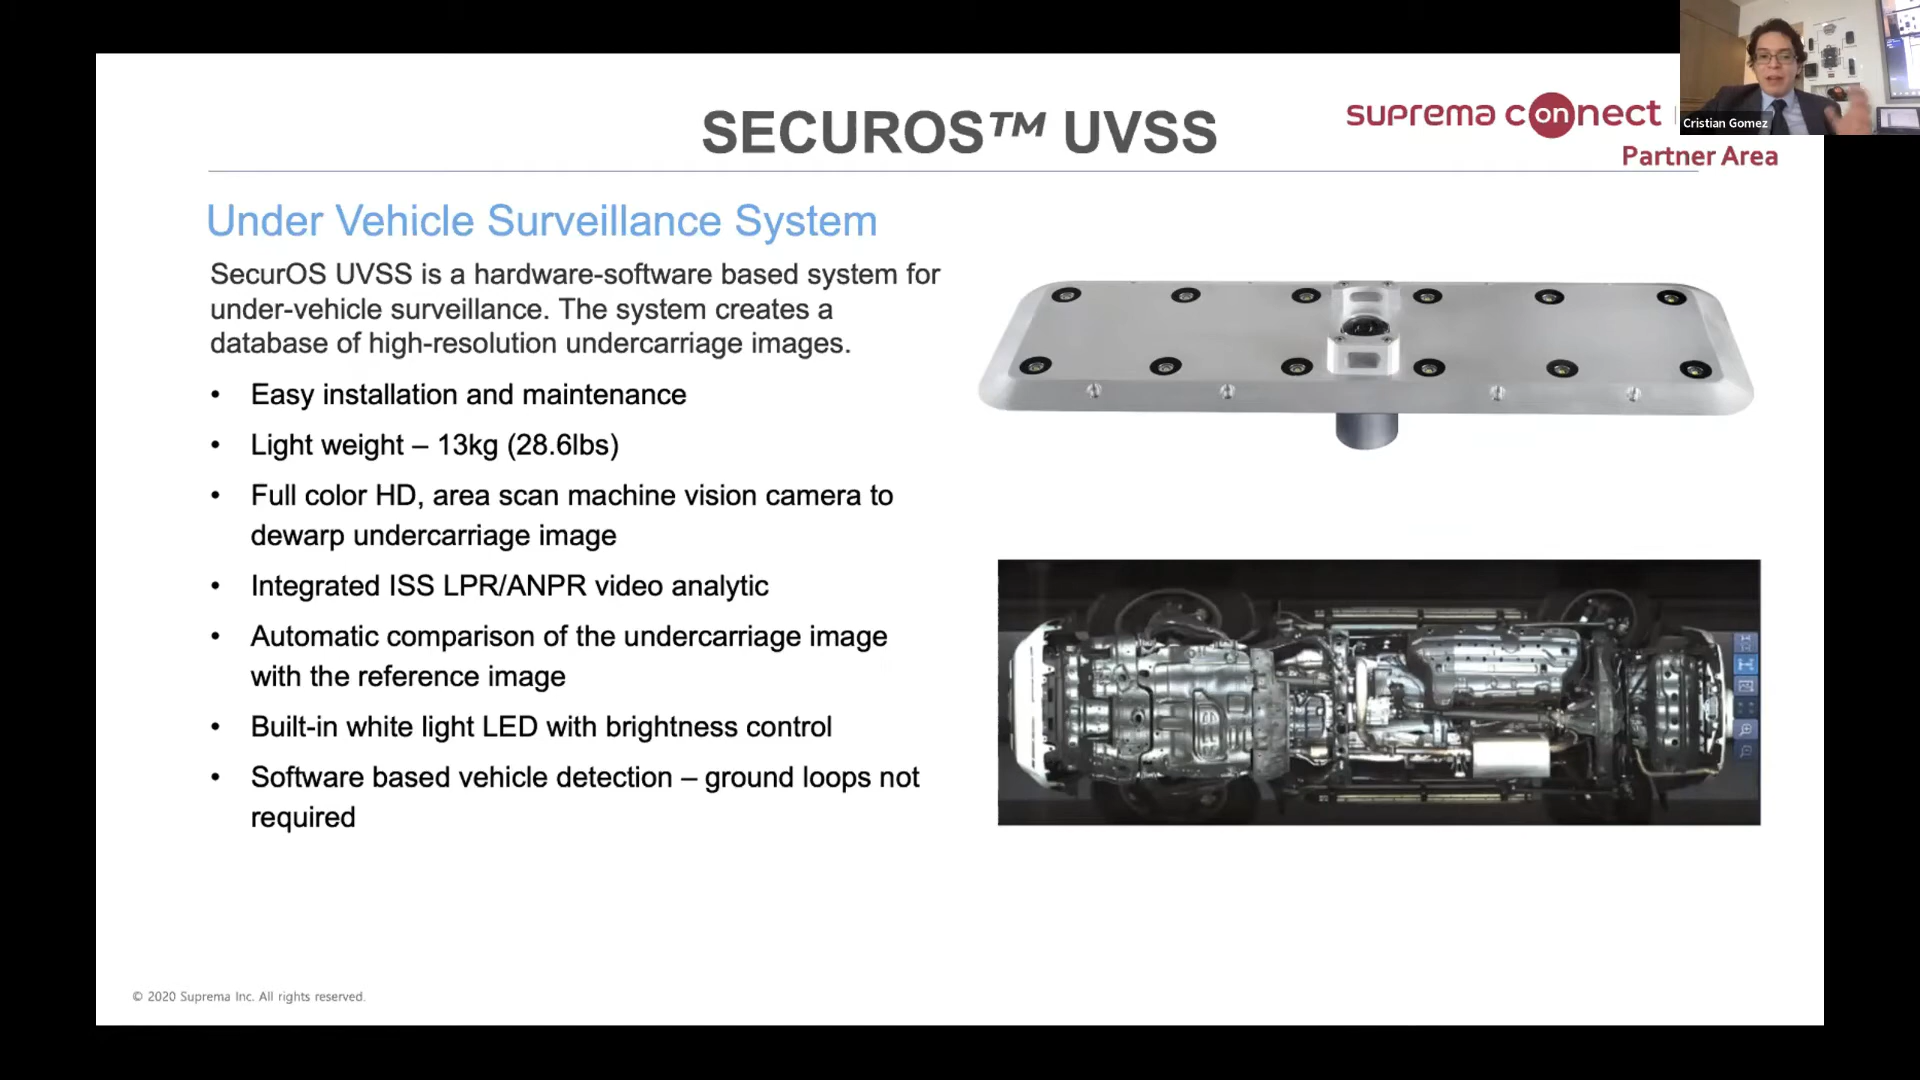 SECUROS™ UVSS
suprema connect
Partner Area
Cristian Gomez
Under Vehicle Surveillance System
SecurOS UVSS is a hardware-software based system for
under-vehicle surveillance. The system creates a
database of high-resolution undercarriage images.
• Easy installation and maintenance
• Light weight – 13kg (28.6lbs)
• Full color HD, area scan machine vision camera to
dewarp undercarriage image
• Integrated ISS LPR/ANPR video analytic
• Automatic comparison of the undercarriage image
with the reference image
• Built-in white light LED with brightness control
• Software based vehicle detection – ground loops not
required
© 2020 Suprema Inc. All rights reserved.